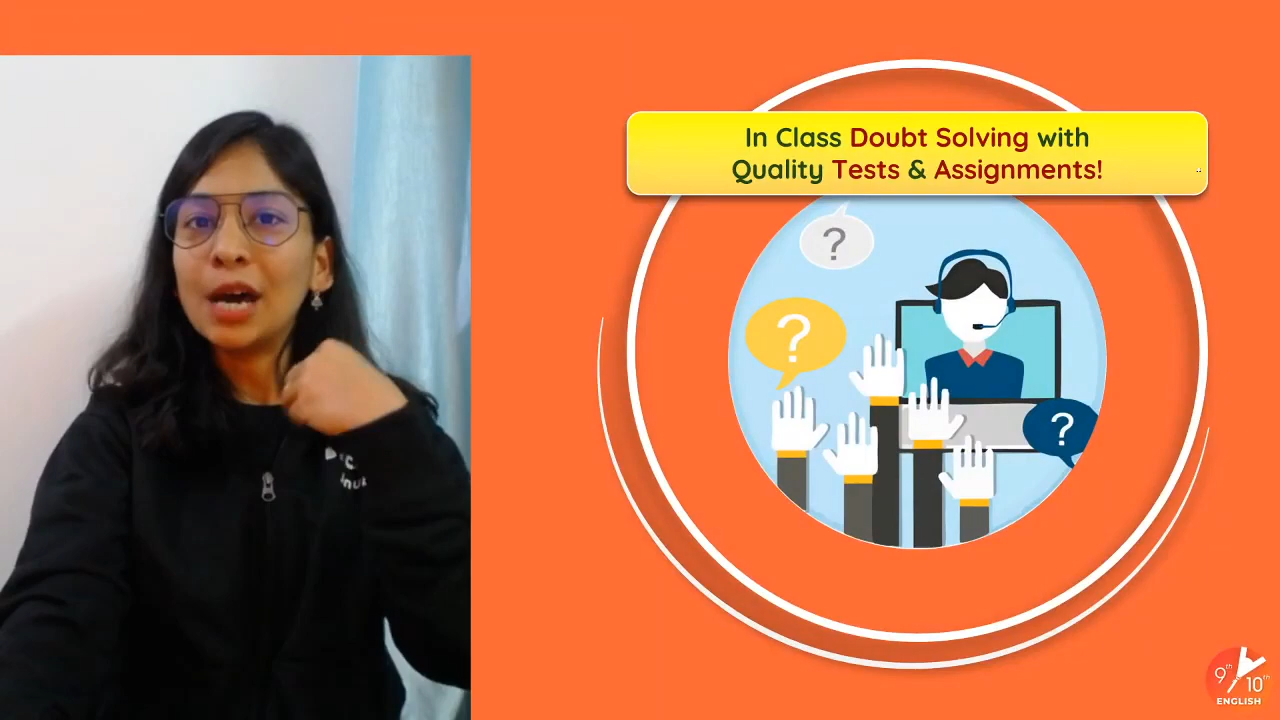 In Class Doubt Solving with
Quality Tests & Assignments!
?
?
?
9th
10th
ENGLISH